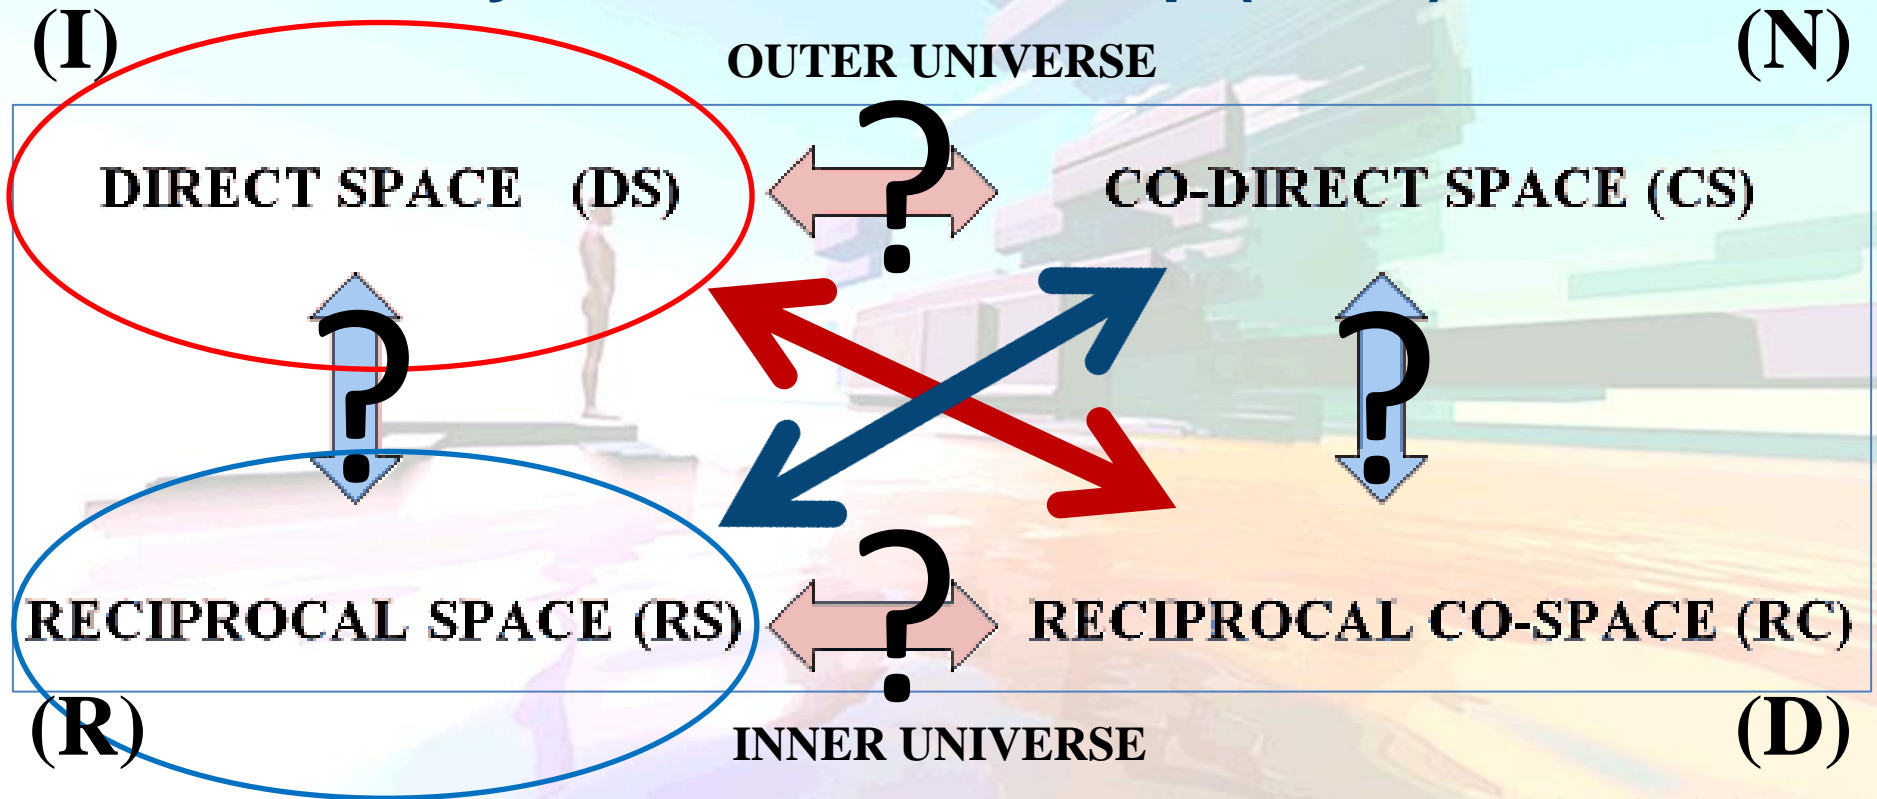 (I)
(N)
OUTER UNIVERSE
?
DIRECT SPACE (DS)
CO-DIRECT SPACE (CS)
?
?
RECIPROCAL SPACE (RS)
?
RECIPROCAL CO-SPACE (RC)
(R)
(D)
INNER UNIVERSE